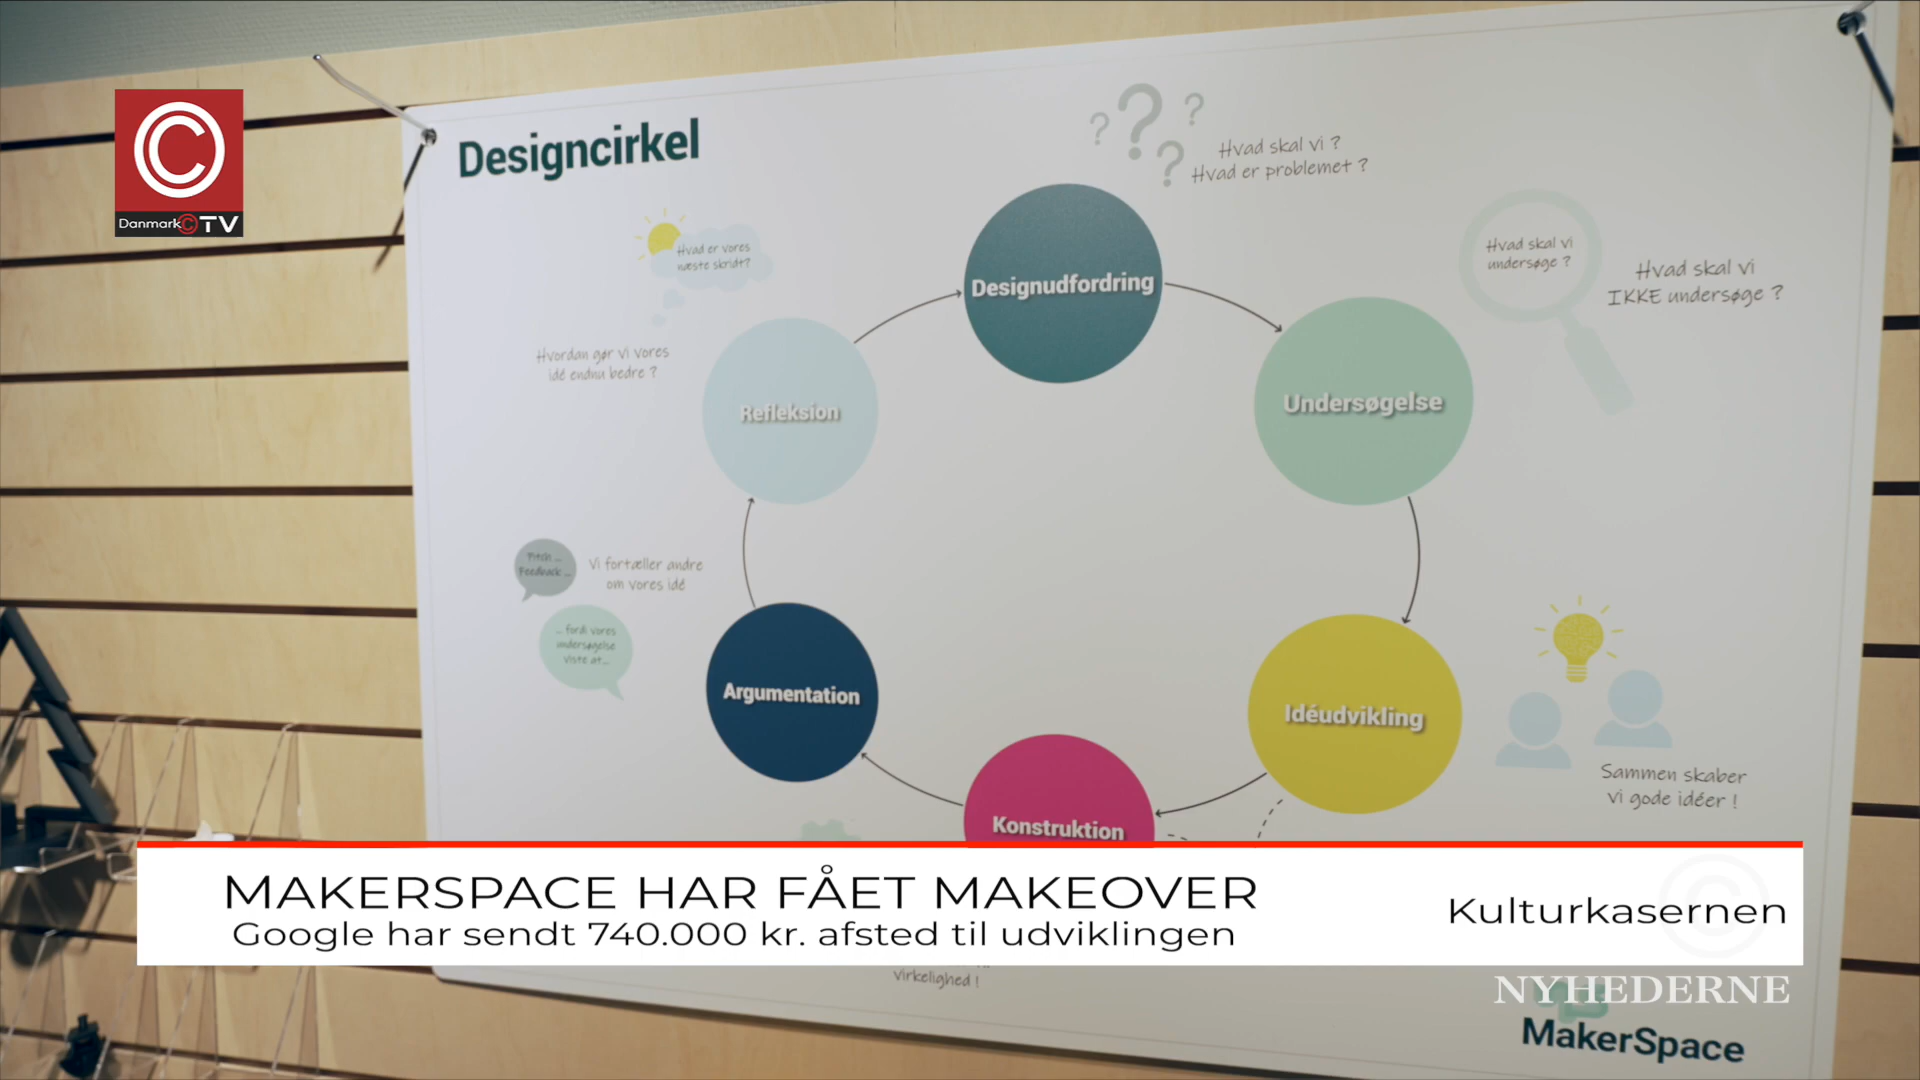 Designcirkel
Hvad skal vi ?
Hvad er problemet ?
Hvad er vores
næste skridt?
Designudfordring
Hvad skal vi
undersøge ?
Hvad skal vi
IKKE undersøge ?
Hvordan gør vi vores
idé endnu bedre ?
Refleksion
Undersøgelse
Pitch ...
Feedback ...
Vi fortæller andre
om vores idé
... fordi vores
undersøgelse
viste at...
Argumentation
Idéudvikling
Sammen skaber
vi gode idéer !
Konstruktion
Danmark C TV
MAKERSPACE HAR FÅET MAKEOVER
Google har sendt 740.000 kr. afsted til udviklingen
Kulturkasernen
virkelighed !
NYHEDERNE
MakerSpace